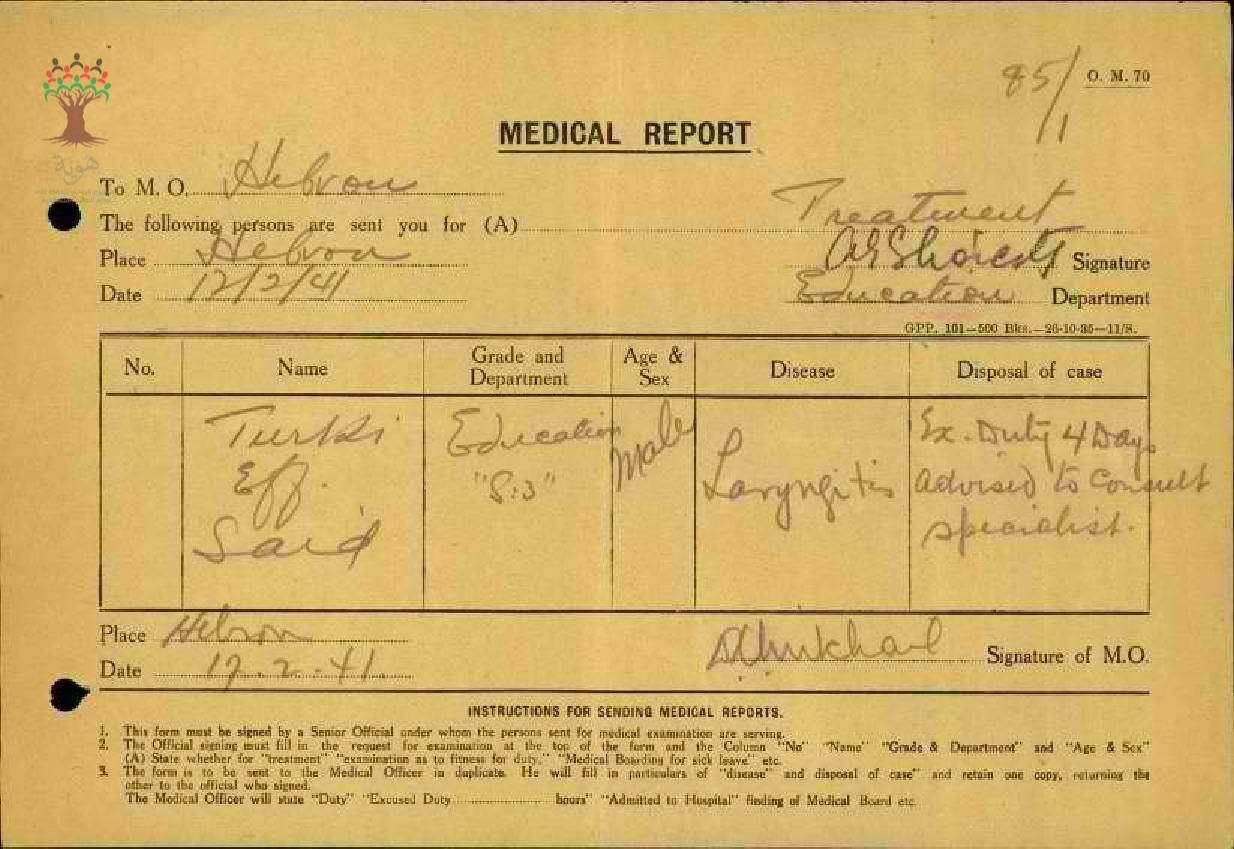 85/1
O. M. 70
MEDICAL REPORT
هوية
To M. O. Hebron
The following persons are sent you for (A) Treatment
Place Hebron
Signature
Date 12/2/41
Education Department
GPP. 101—500 Bks.—26-10-35—11/8.
No. Name Grade and Department Age & Sex Disease Disposal of case
Turki Education Male Laryngitis Ex. Duty 4 Days
Eff. "S:3" advised to consult
Said specialist.
Place Hebron
Signature of M.O.
Date 12.2.41
INSTRUCTIONS FOR SENDING MEDICAL REPORTS.
1. This form must be signed by a Senior Official under whom the persons sent for medical examination are serving.
2. The Official signing must fill in the request for examination at the top of the form and the Column "No" "Name" "Grade & Department" and "Age & Sex"
(A) State whether for "treatment" "examination as to fitness for duty," "Medical Boarding for sick leave" etc.
3. The form is to be sent to the Medical Officer in duplicate. He will fill in particulars of "disease" and disposal of case" and retain one copy, returning the
other to the official who signed.
The Medical Officer will state "Duty" "Excused Duty ............ hours" "Admitted to Hospital" finding of Medical Board etc.